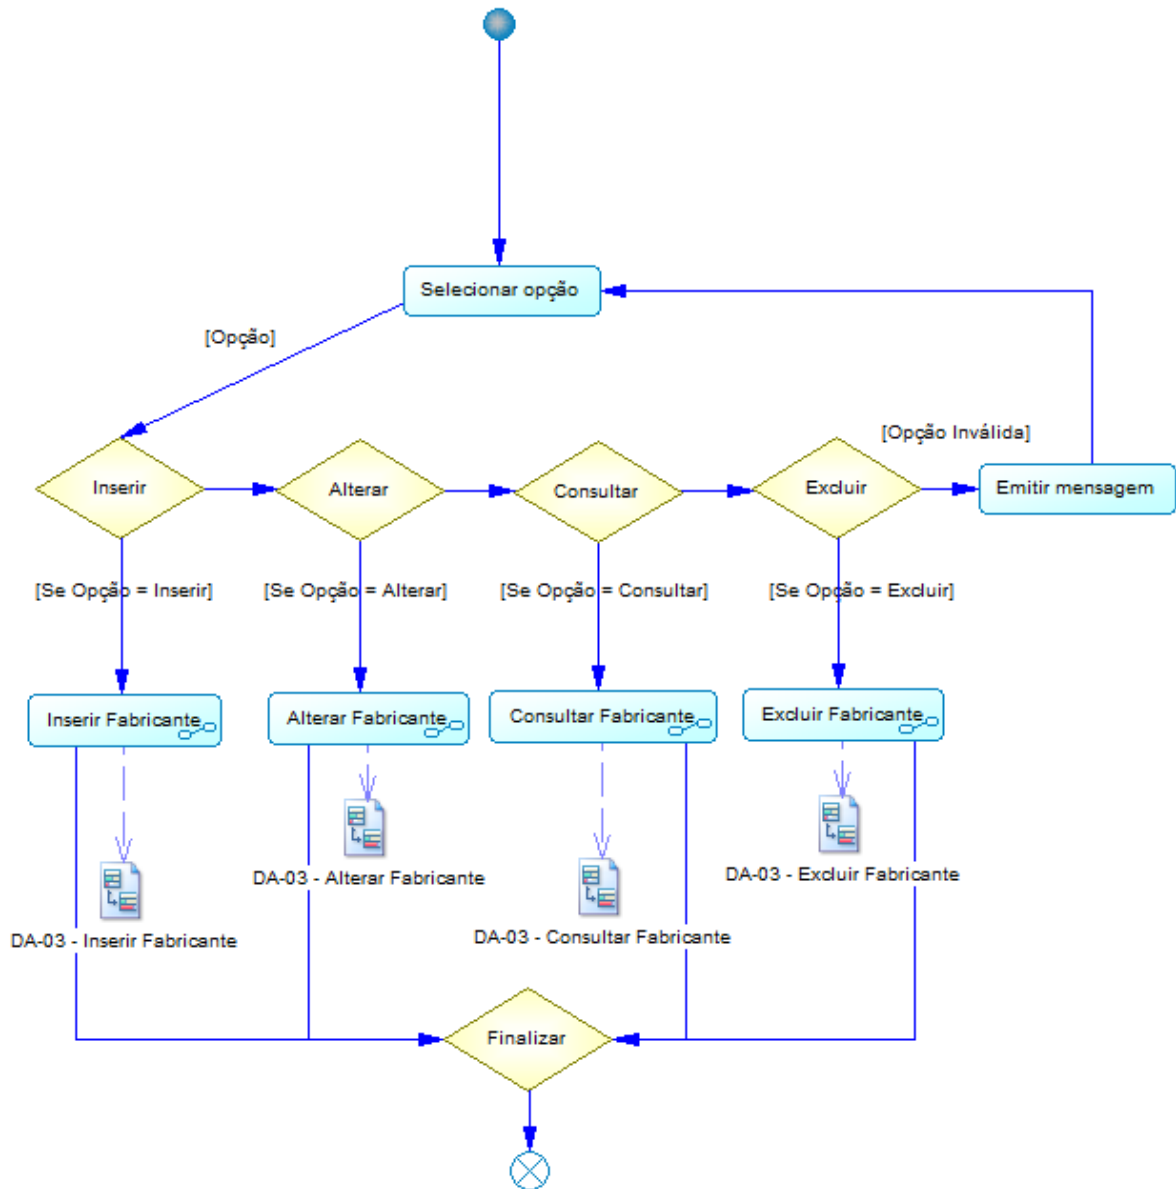 Selecionar opção
[Opção]
[Opção Inválida]
Inserir
Alterar
Consultar
Excluir
Emitir mensagem
[Se Opção = Inserir]
[Se Opção = Alterar]
[Se Opção = Consultar]
[Se Opção = Excluir]
Inserir Fabricante
Alterar Fabricante
Consultar Fabricante
Excluir Fabricante
DA-03 - Inserir Fabricante
DA-03 - Alterar Fabricante
DA-03 - Consultar Fabricante
DA-03 - Excluir Fabricante
Finalizar